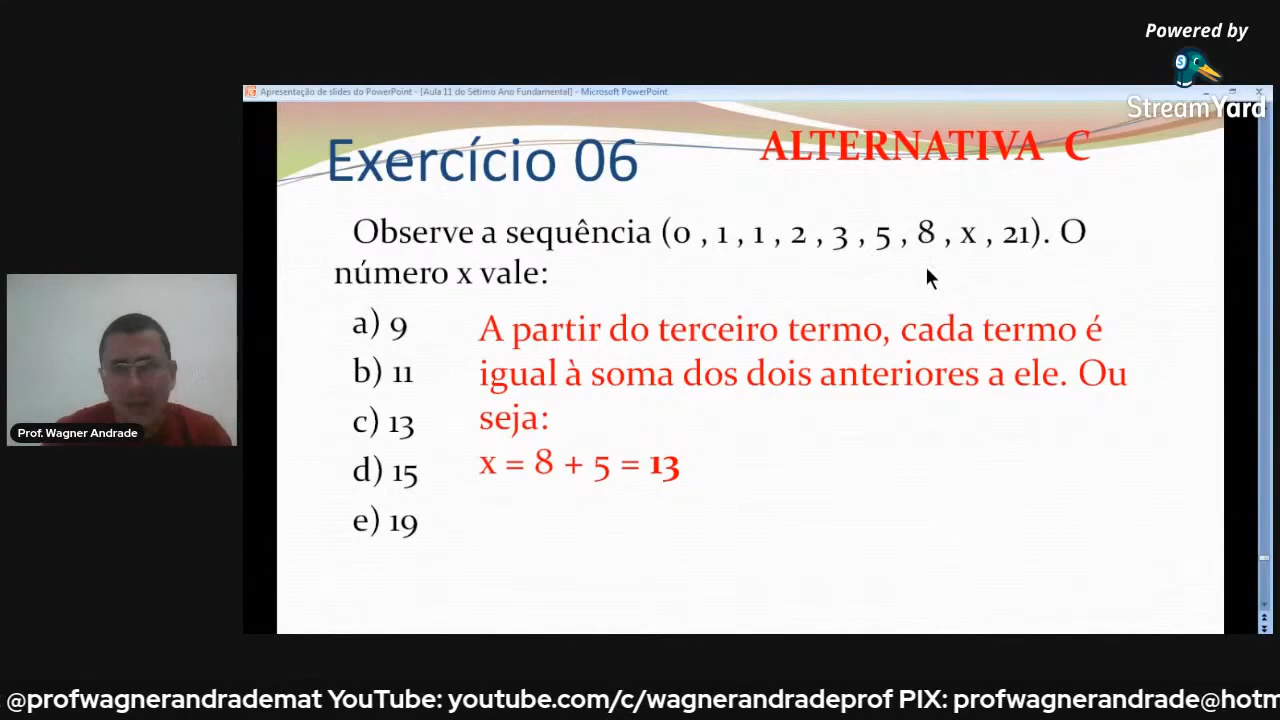 Powered by
StreamYard
Apresentação de slides do PowerPoint - [Aula 11 do Sétimo Ano Fundamental] - Microsoft PowerPoint
Exercício 06
ALTERNATIVA C
Observe a sequência (0 , 1 , 1 , 2 , 3 , 5 , 8 , x , 21). O
número x vale:
a) 9
b) 11
c) 13
d) 15
e) 19
A partir do terceiro termo, cada termo é
igual à soma dos dois anteriores a ele. Ou
seja:
x = 8 + 5 = 13
Prof. Wagner Andrade
@profwagnerandrademat YouTube: youtube.com/c/wagnerandradeprof PIX: profwagnerandrade@hotm